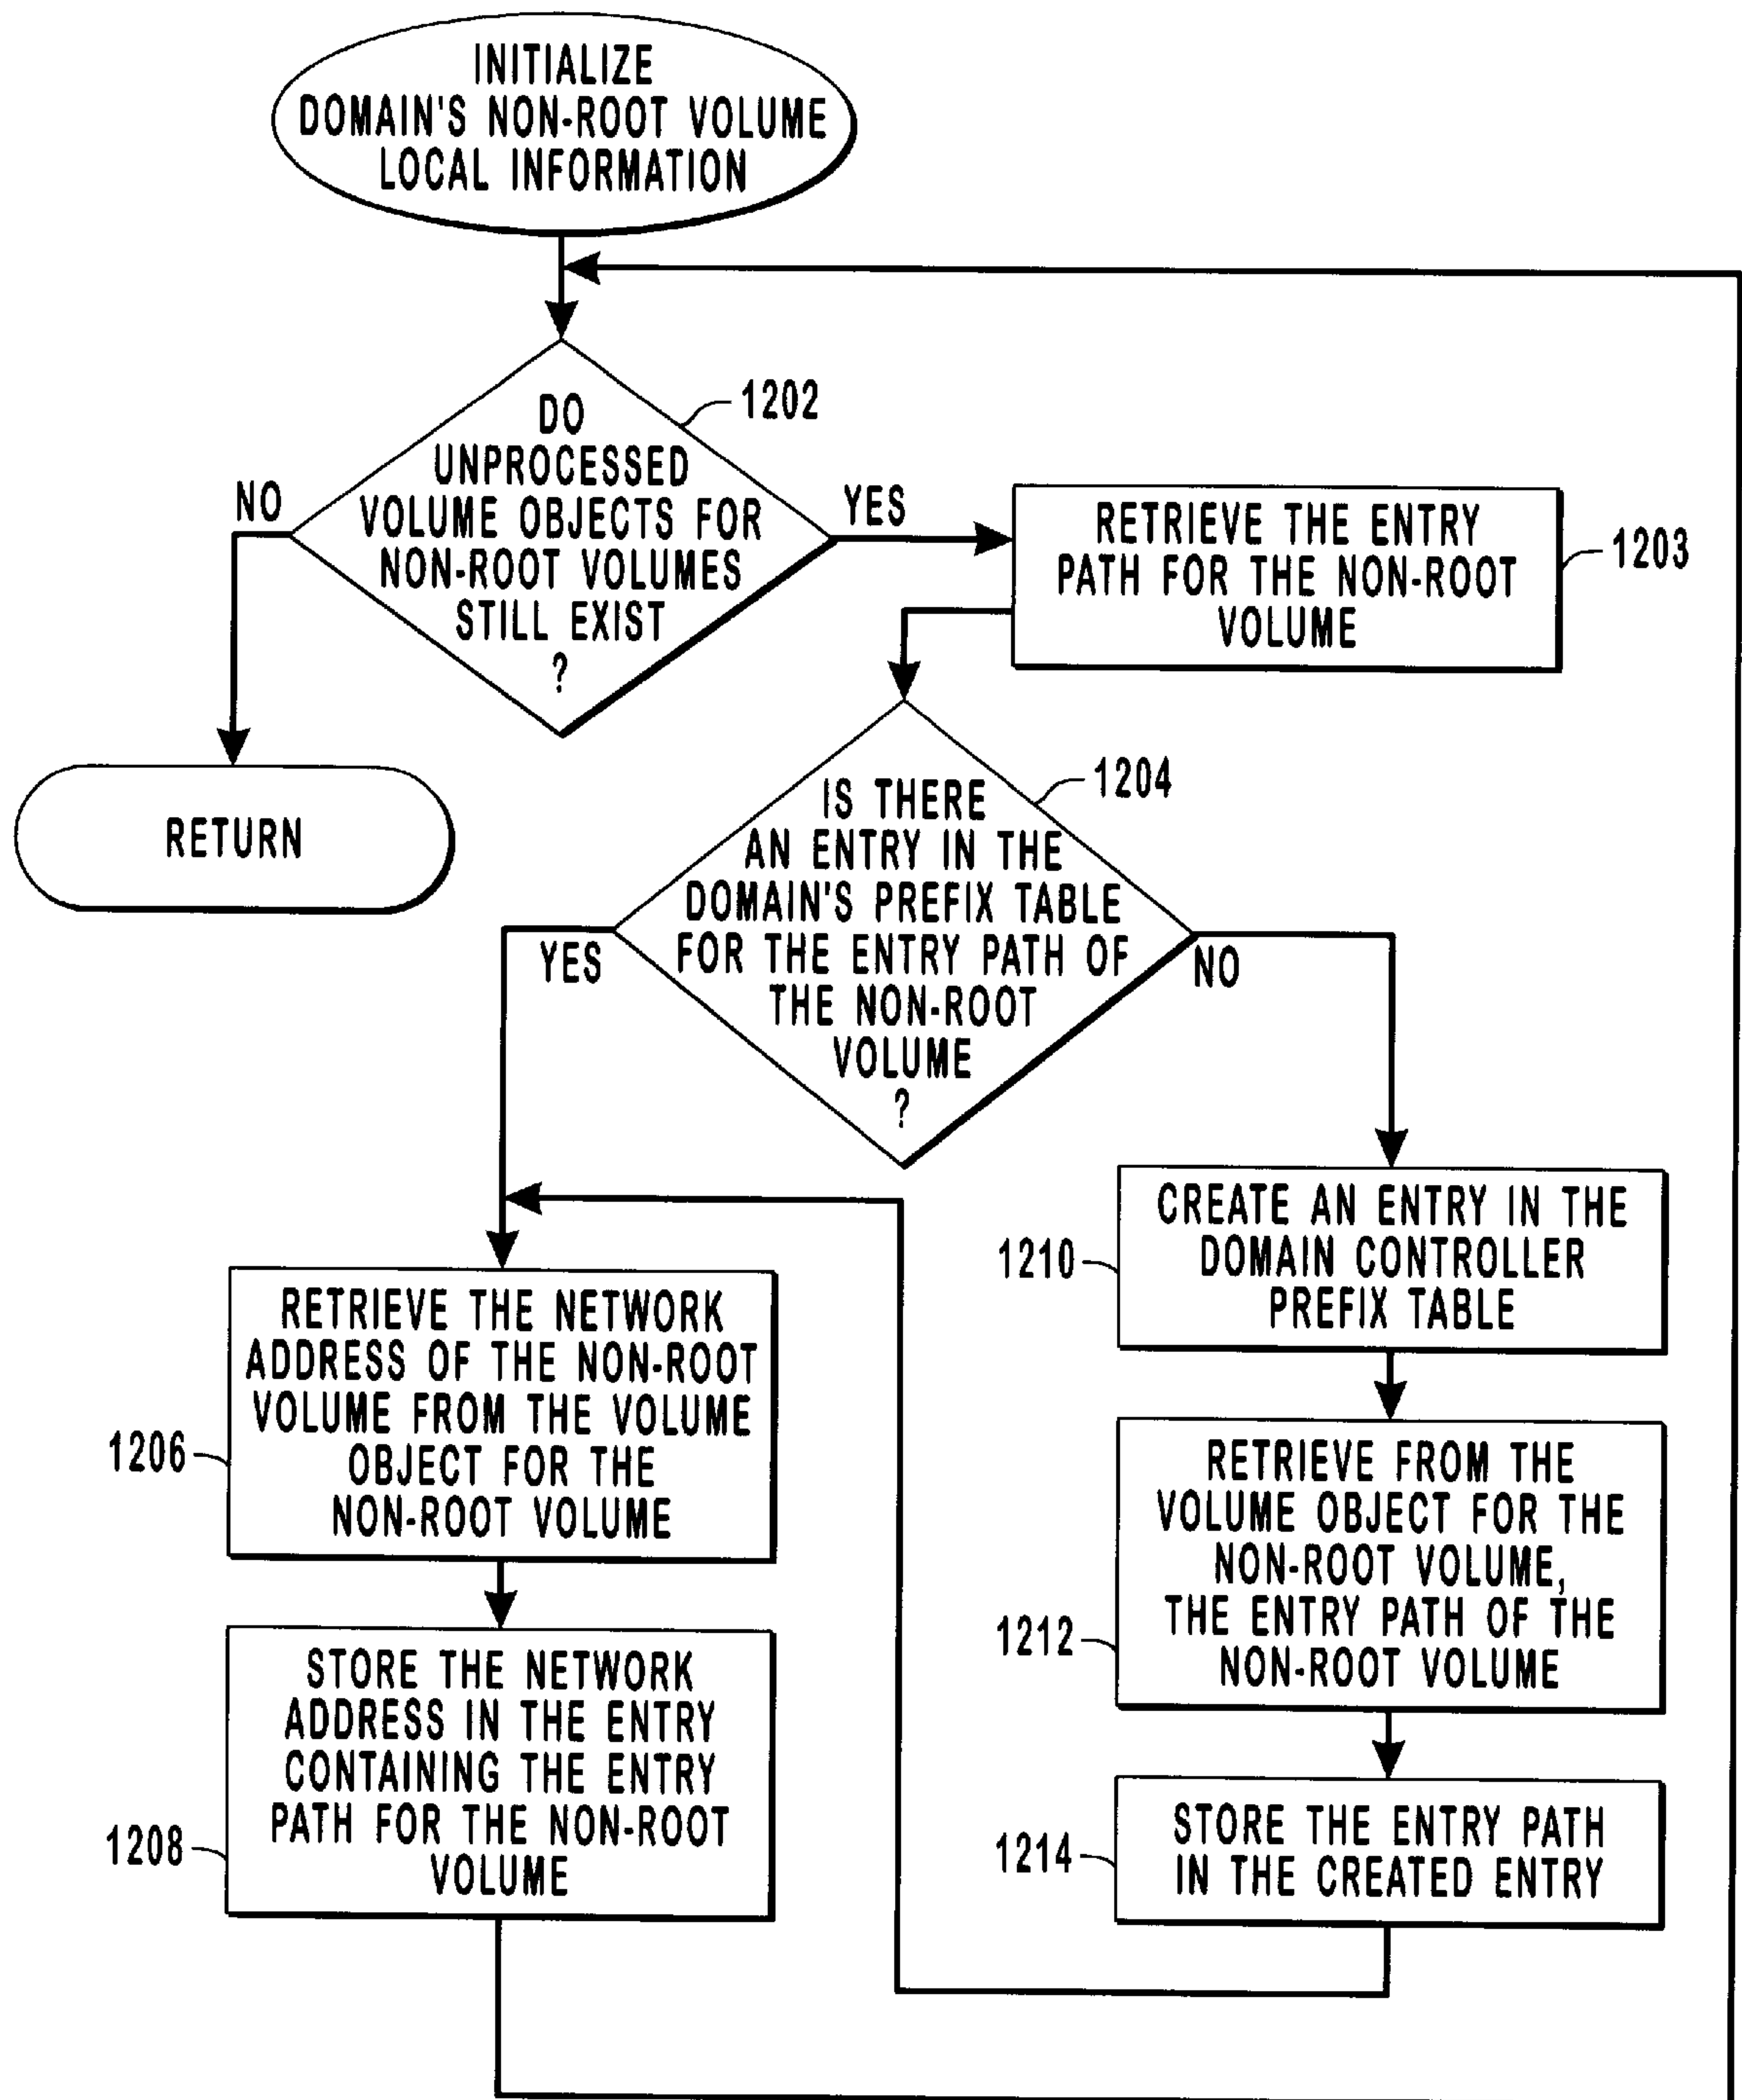 INITIALIZE
DOMAIN'S NON-ROOT VOLUME
LOCAL INFORMATION
1202
DO
UNPROCESSED
VOLUME OBJECTS FOR
NON-ROOT VOLUMES
STILL EXIST
?
NO
YES
RETRIEVE THE ENTRY
PATH FOR THE NON-ROOT
VOLUME
1203
RETURN
1204
IS THERE
AN ENTRY IN THE
DOMAIN'S PREFIX TABLE
FOR THE ENTRY PATH OF
THE NON-ROOT
VOLUME
?
YES
NO
RETRIEVE THE NETWORK
ADDRESS OF THE NON-ROOT
VOLUME FROM THE VOLUME
OBJECT FOR THE
NON-ROOT VOLUME
1206
STORE THE NETWORK
ADDRESS IN THE ENTRY
CONTAINING THE ENTRY
PATH FOR THE NON-ROOT
VOLUME
1208
CREATE AN ENTRY IN THE
DOMAIN CONTROLLER
PREFIX TABLE
1210
RETRIEVE FROM THE
VOLUME OBJECT FOR THE
NON-ROOT VOLUME,
THE ENTRY PATH OF THE
NON-ROOT VOLUME
1212
STORE THE ENTRY PATH
IN THE CREATED ENTRY
1214